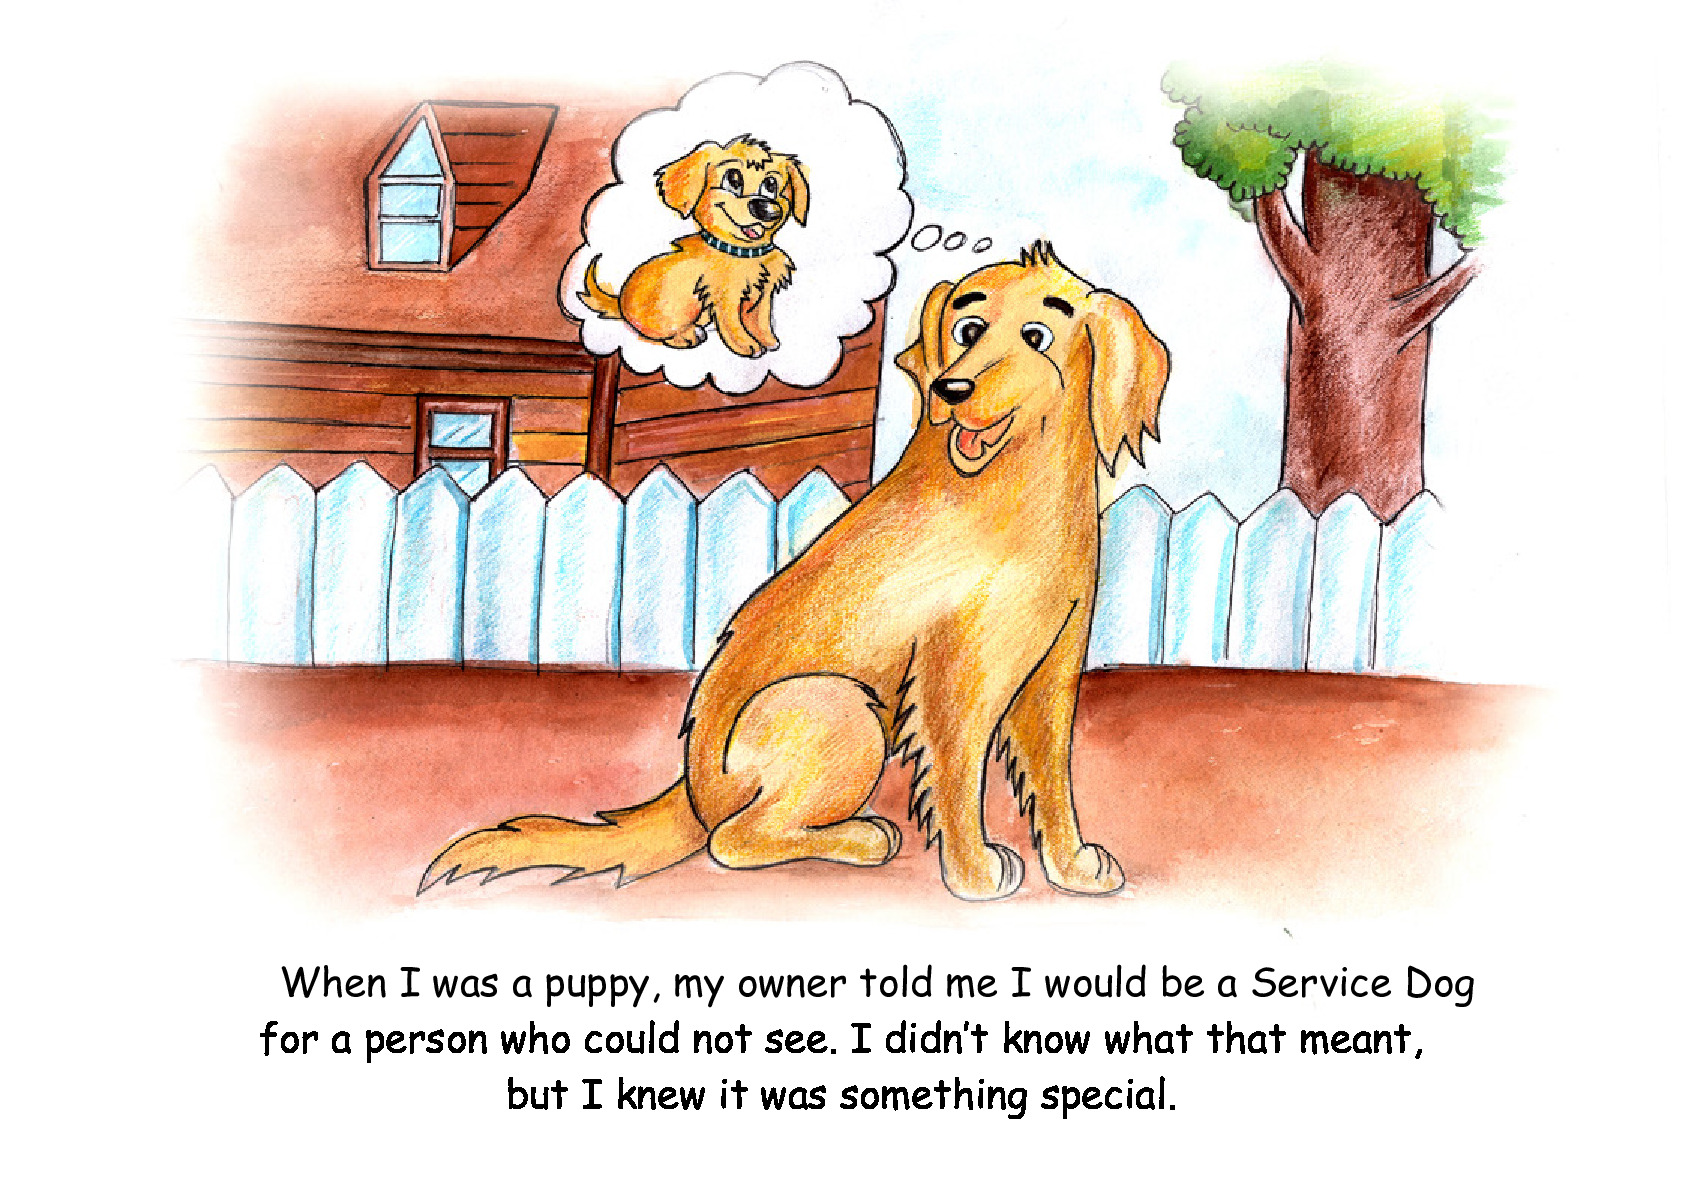 When I was a puppy, my owner told me I would be a Service Dog
for a person who could not see. I didn’t know what that meant,
but I knew it was something special.